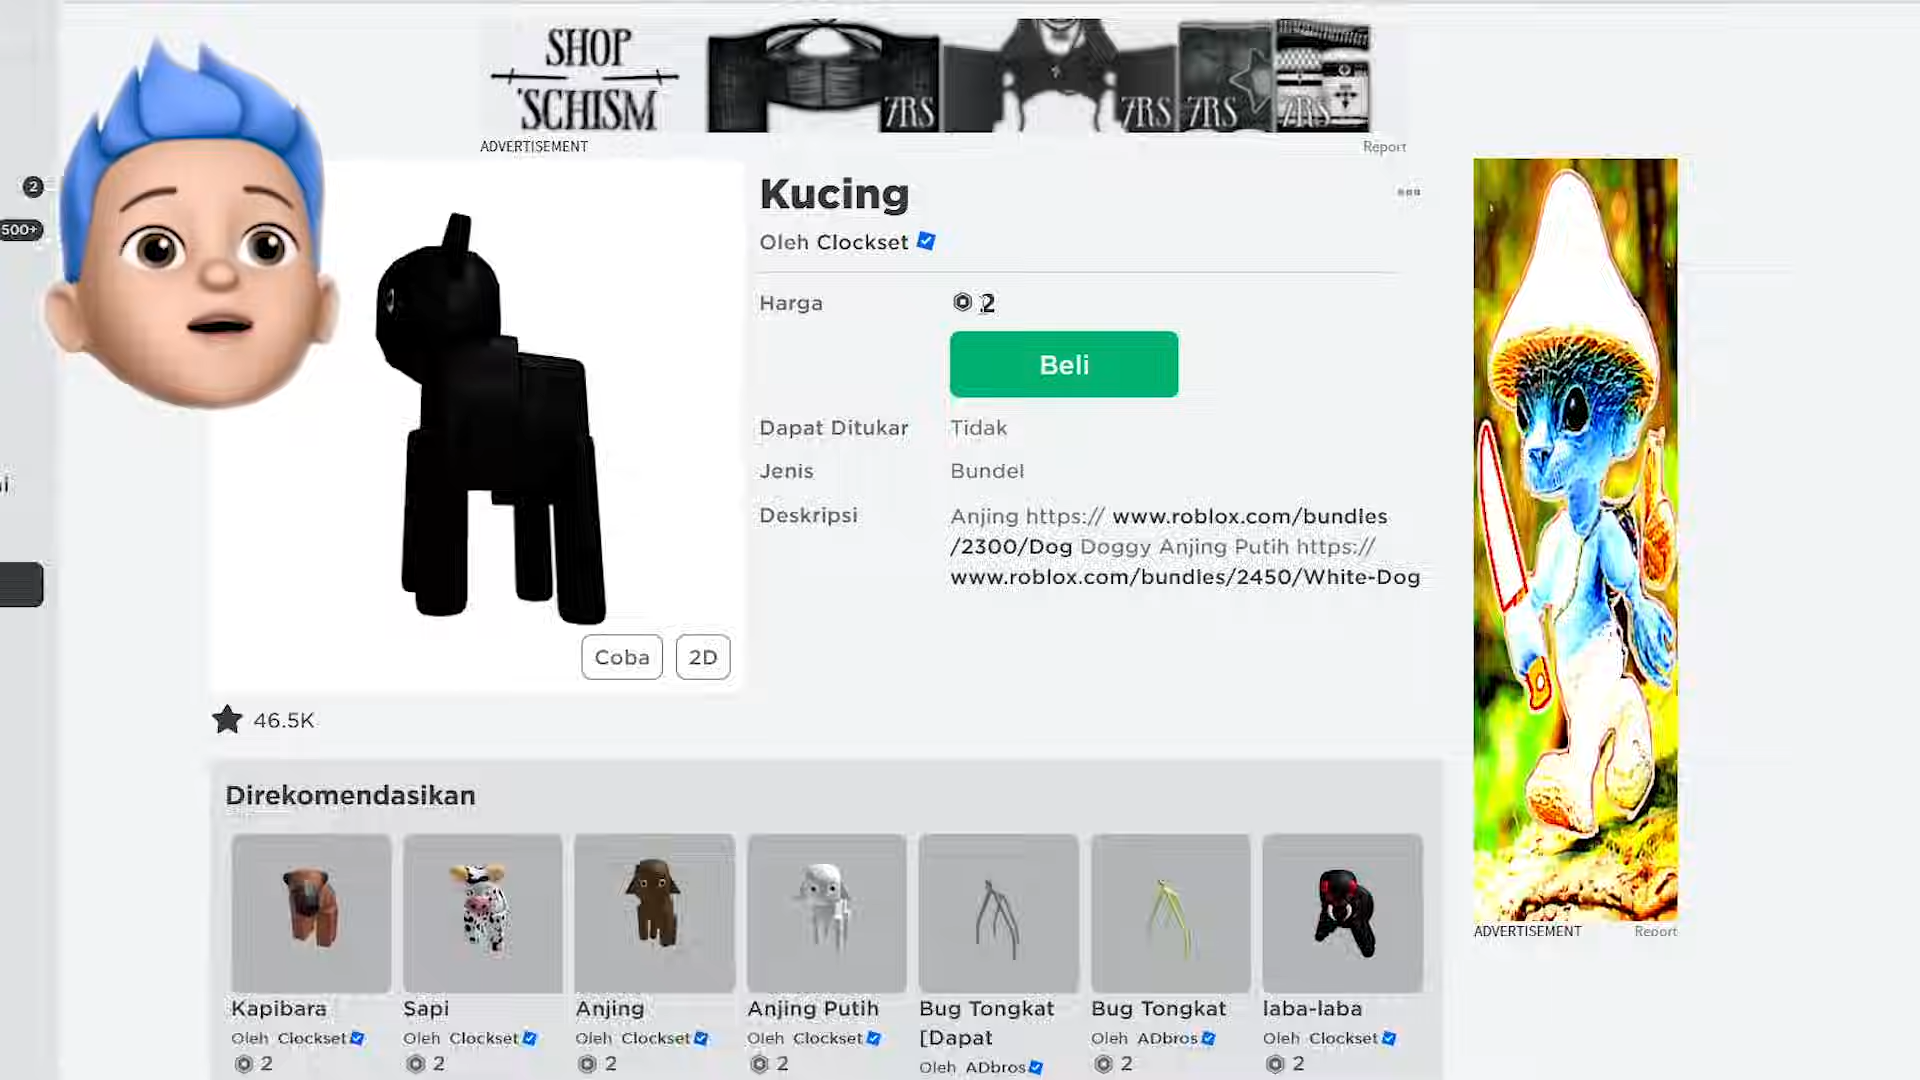 SHOP
'SCHISM
7RS
7RS
7RS
7RS
ADVERTISEMENT
Report
2
500+
Kucing
Oleh Clockset
Harga
2
Beli
Dapat Ditukar
Tidak
Jenis
Bundel
Deskripsi
Anjing https:// www.roblox.com/bundles
/2300/Dog Doggy Anjing Putih https://
www.roblox.com/bundles/2450/White-Dog
Coba
2D
46.5K
ADVERTISEMENT
Report
Direkomendasikan
Kapibara
Oleh Clockset
2
Sapi
Oleh Clockset
2
Anjing
Oleh Clockset
2
Anjing Putih
Oleh Clockset
2
Bug Tongkat
[Dapat
Oleh ADbros
Bug Tongkat
Oleh ADbros
2
laba-laba
Oleh Clockset
2